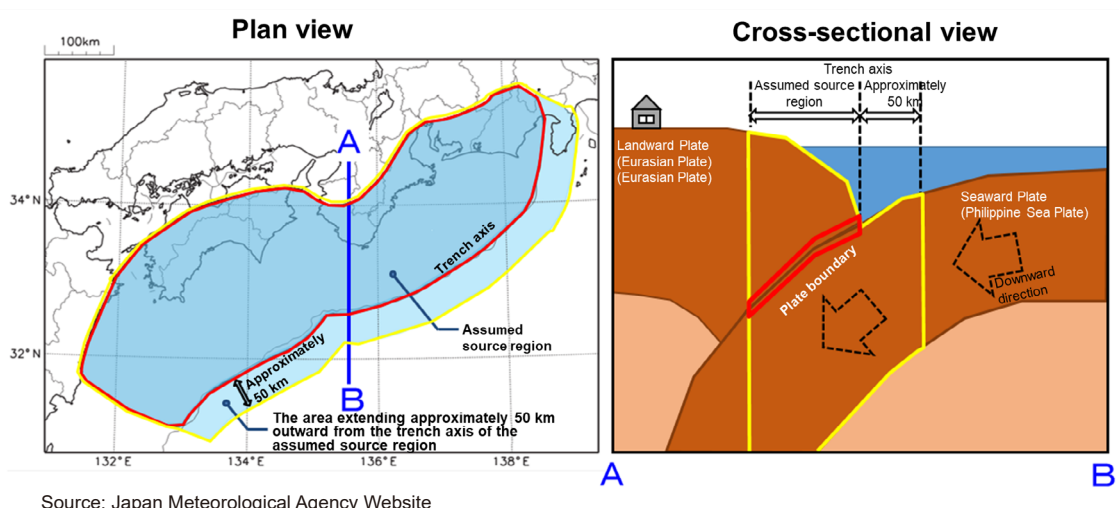 Plan view
100km
34°N
32°N
132°E
134°E
136°E
138°E
A
B
Trench axis
Assumed
source region
Approximately
50 km
The area extending approximately 50 km
outward from the trench axis of the
assumed source region
Cross-sectional view
Trench axis
Assumed source
region
Approximately
50 km
Landward Plate
(Eurasian Plate)
(Eurasian Plate)
Seaward Plate
(Philippine Sea Plate)
Plate boundary
Downward
direction
A
B
Source: Japan Meteorological Agency Website